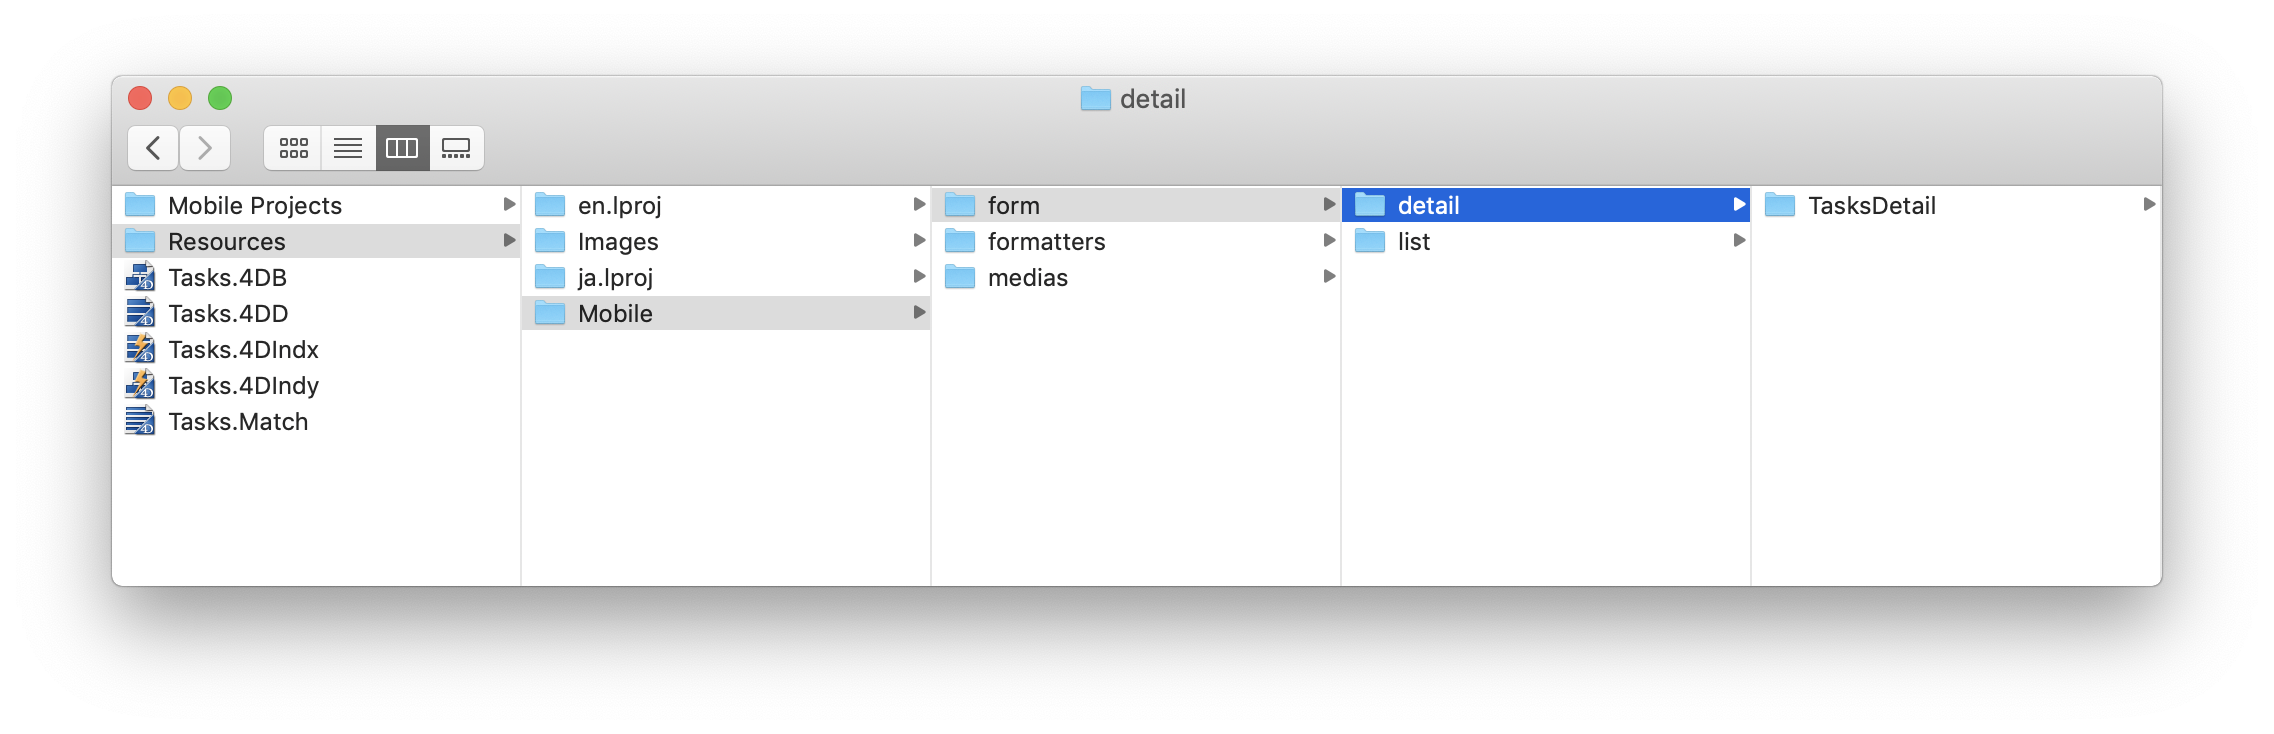 detail
Mobile Projects
Resources
Tasks.4DB
Tasks.4DD
Tasks.4DIndx
Tasks.4DIndy
Tasks.Match
en.lproj
Images
ja.lproj
Mobile
form
formatters
medias
detail
list
TasksDetail